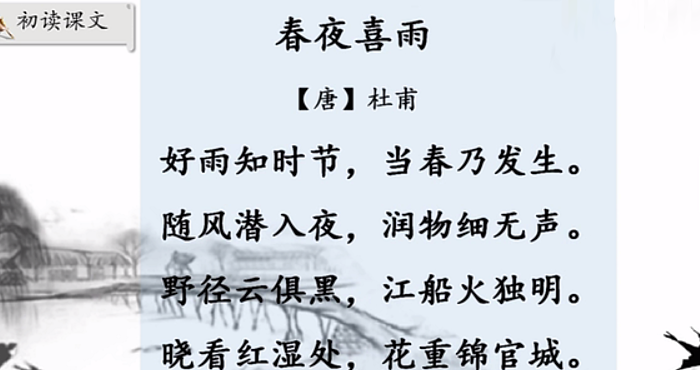 初读课文
春夜喜雨
【唐】杜甫
好雨知时节，当春乃发生。
随风潜入夜，润物细无声。
野径云俱黑，江船火独明。
晓看红湿处，花重锦官城。